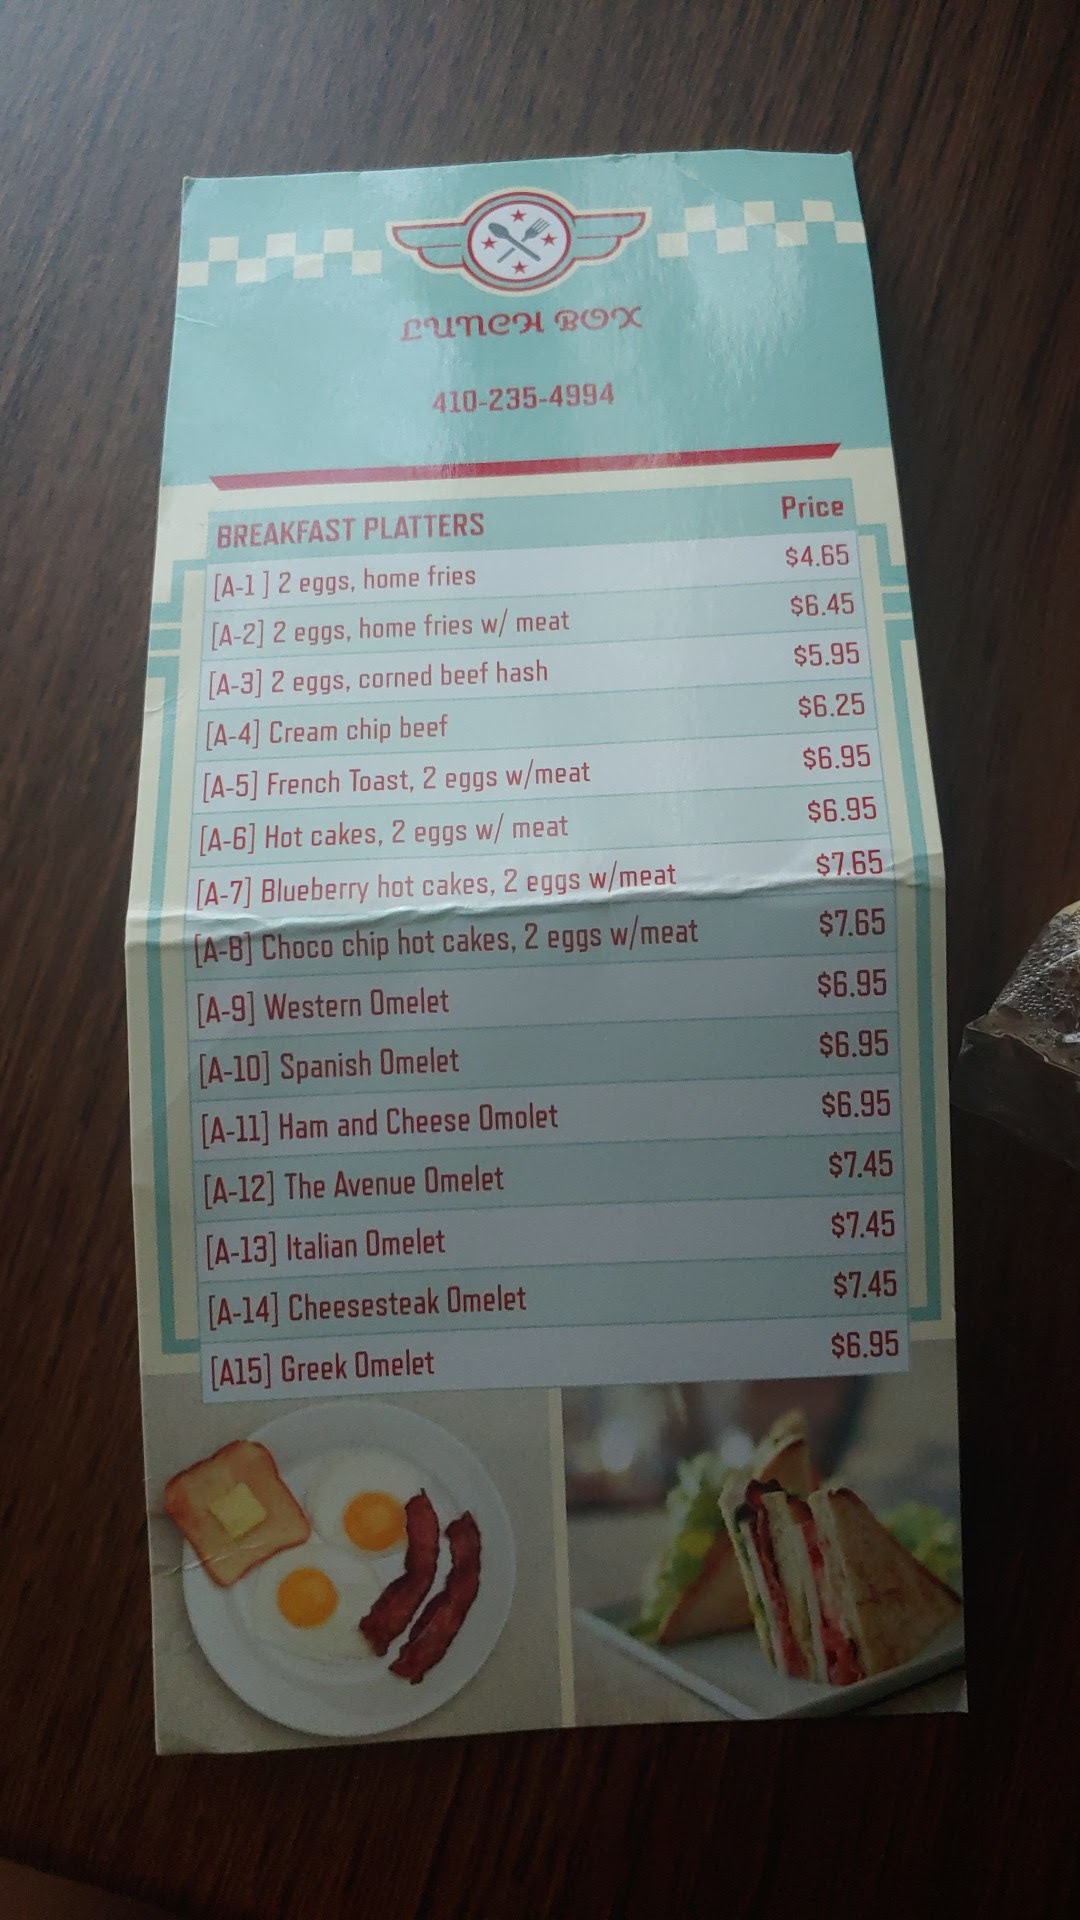 LUNCH BOX
410-235-4994
BREAKFAST PLATTERS Price
[A-1 ] 2 eggs, home fries $4.65
[A-2] 2 eggs, home fries w/ meat $6.45
[A-3] 2 eggs, corned beef hash $5.95
[A-4] Cream chip beef $6.25
[A-5] French Toast, 2 eggs w/meat $6.95
[A-6] Hot cakes, 2 eggs w/ meat $6.95
[A-7] Blueberry hot cakes, 2 eggs w/meat $7.65
[A-8] Choco chip hot cakes, 2 eggs w/meat $7.65
[A-9] Western Omelet $6.95
[A-10] Spanish Omelet $6.95
[A-11] Ham and Cheese Omolet $6.95
[A-12] The Avenue Omelet $7.45
[A-13] Italian Omelet $7.45
[A-14] Cheesesteak Omelet $7.45
[A15] Greek Omelet $6.95